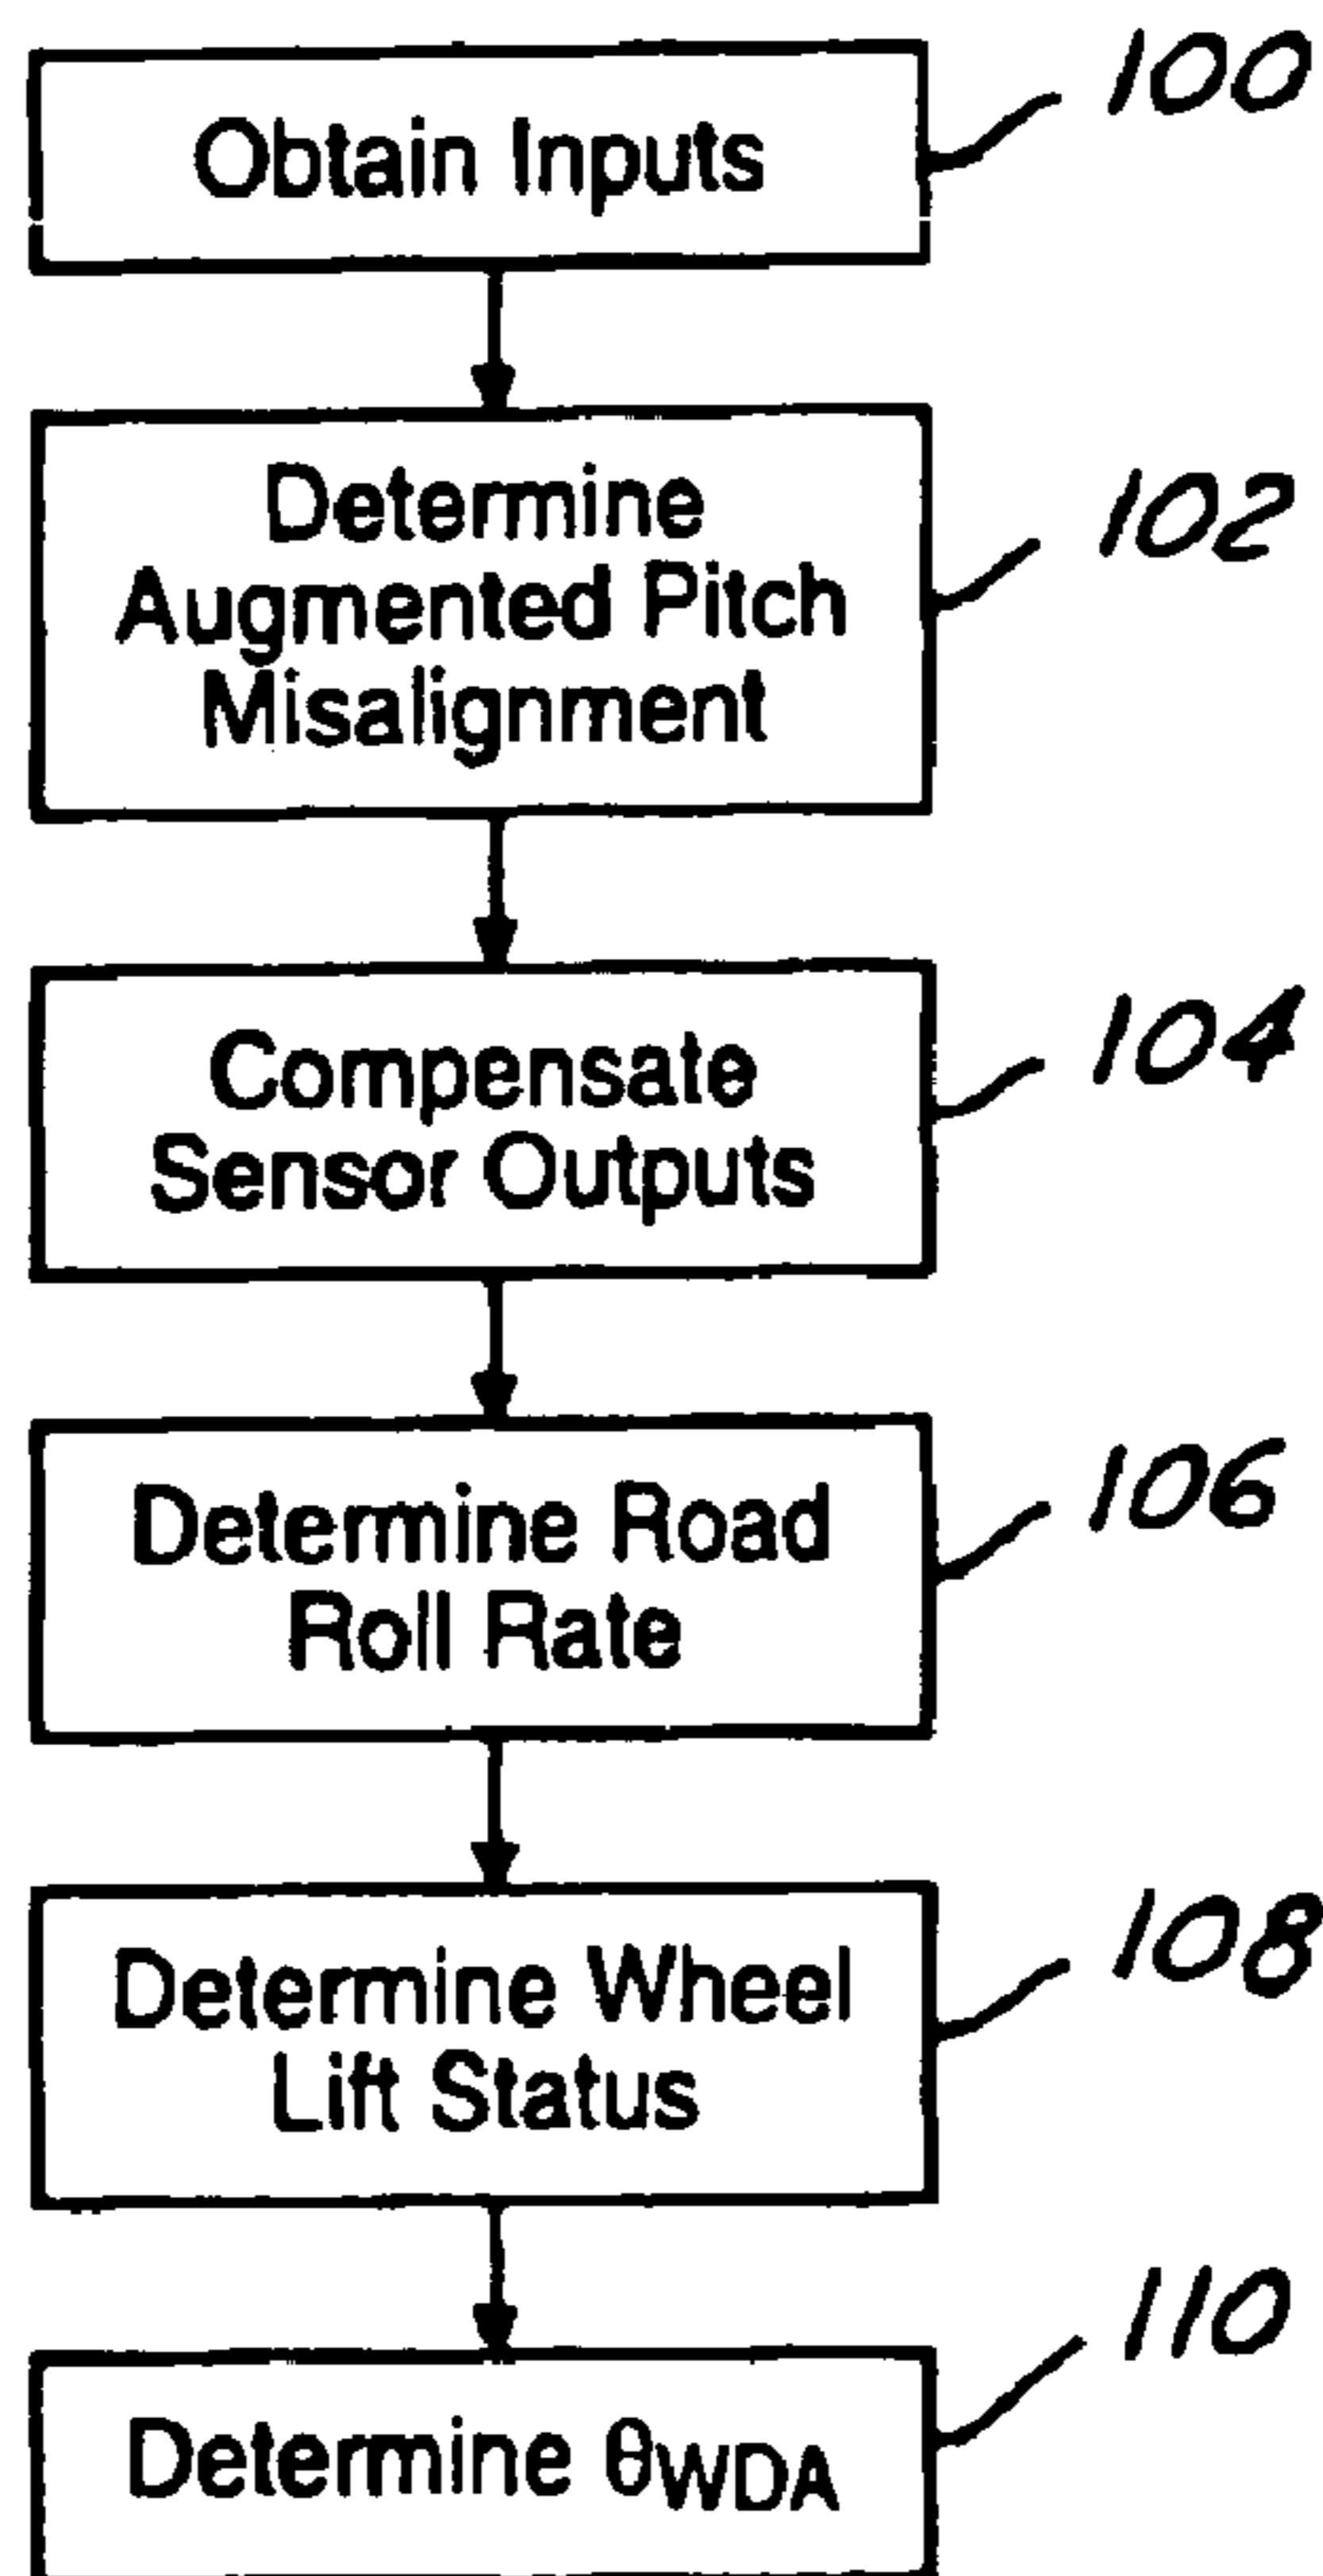 Obtain Inputs
100
Determine
Augmented Pitch
Misalignment
102
Compensate
Sensor Outputs
104
Determine Road
Roll Rate
106
Determine Wheel
Lift Status
108
Determine θWDA
110